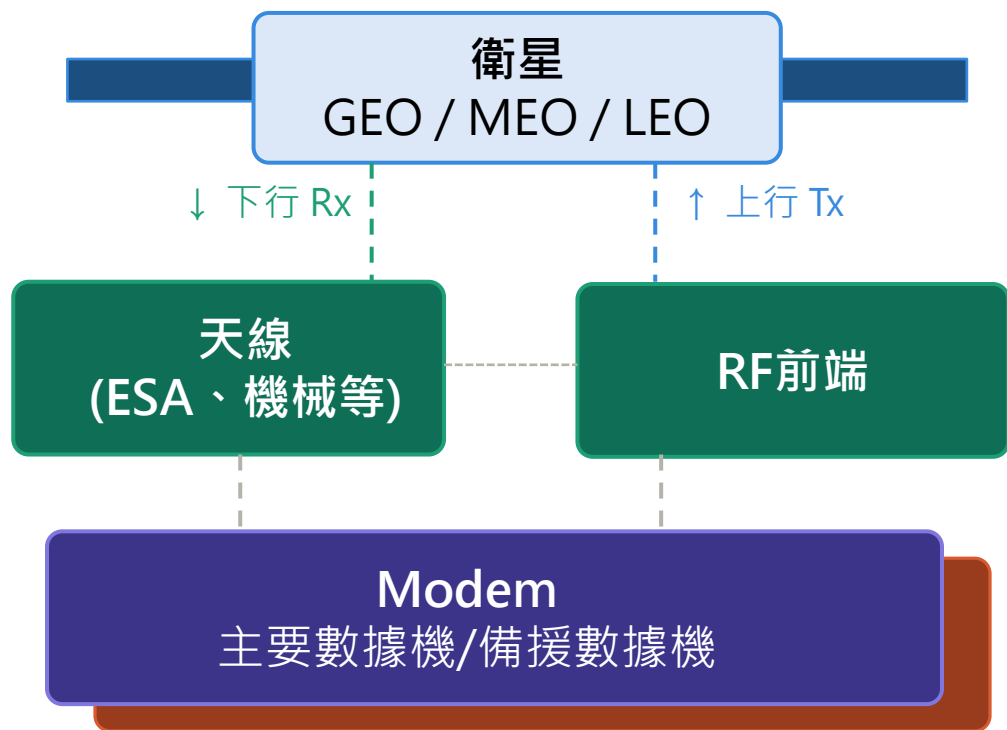 衛星
GEO / MEO / LEO
↓ 下行 Rx
↑ 上行 Tx
天線
(ESA、機械等)
RF前端
Modem
主要數據機/備援數據機